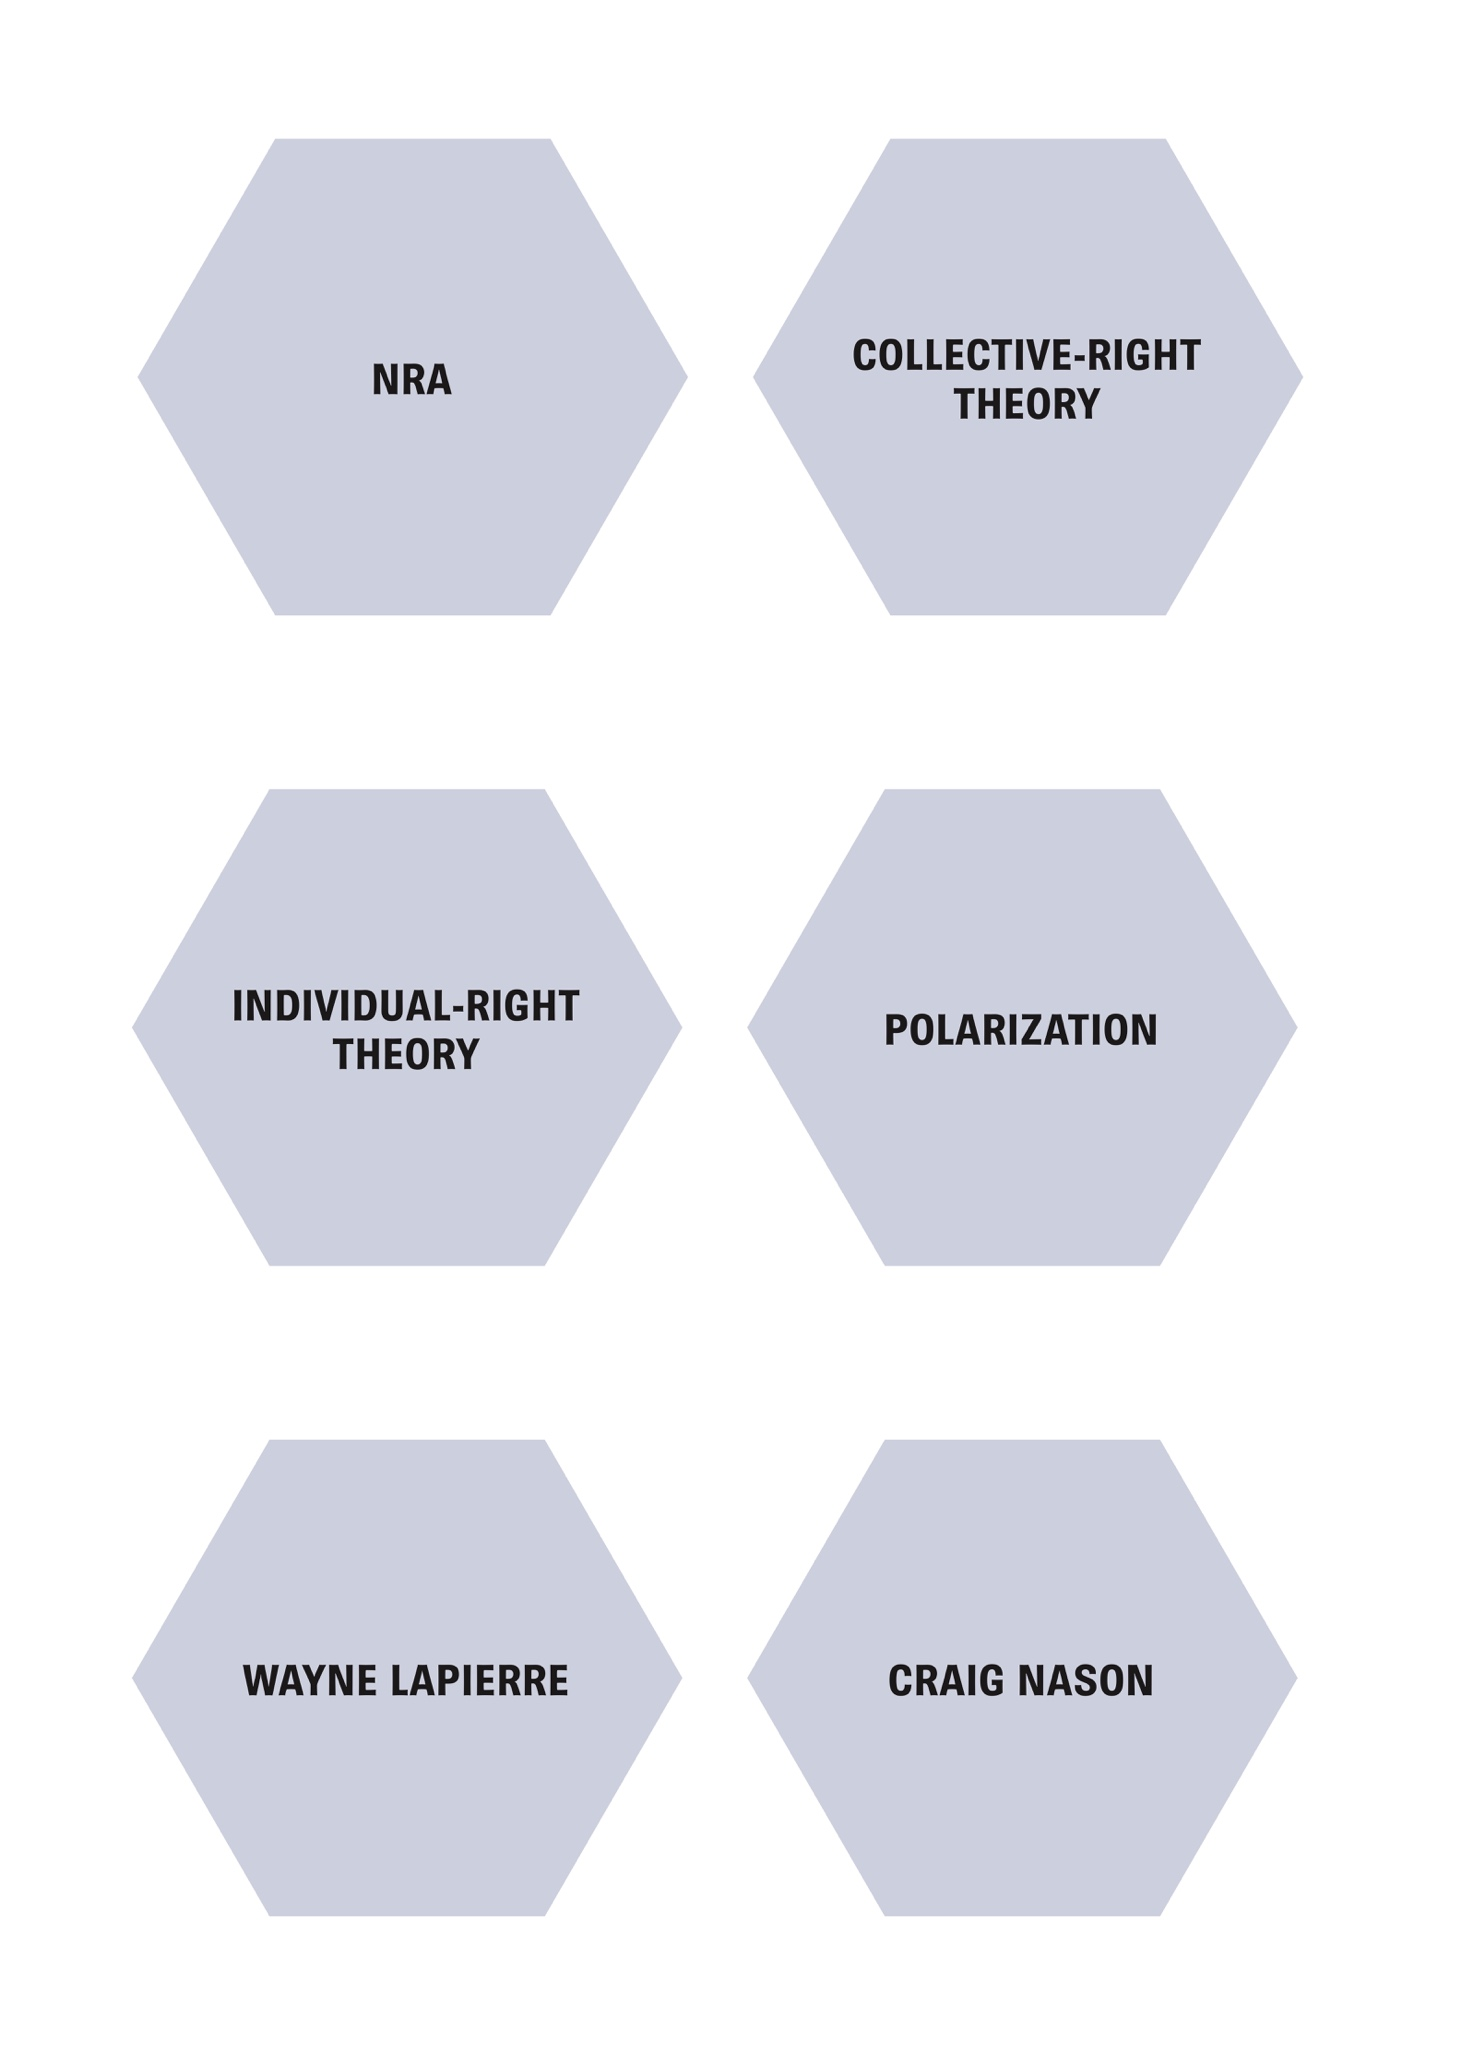 NRA
COLLECTIVE-RIGHT
THEORY
INDIVIDUAL-RIGHT
THEORY
POLARIZATION
WAYNE LAPIERRE
CRAIG NASON